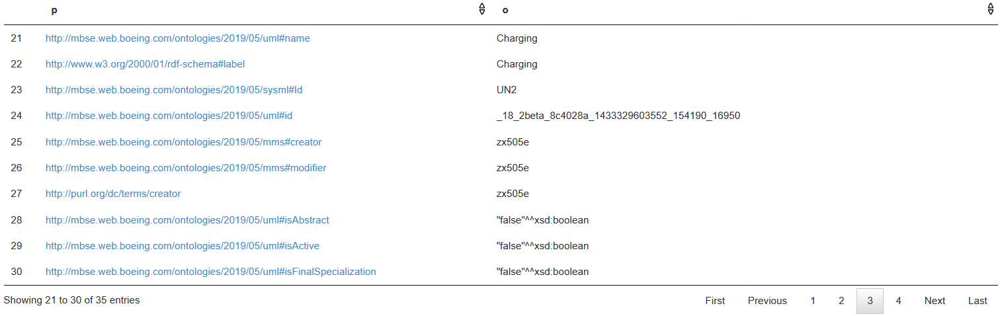 p o
21 http://mbse.web.boeing.com/ontologies/2019/05/uml#name Charging
22 http://www.w3.org/2000/01/rdf-schema#label Charging
23 http://mbse.web.boeing.com/ontologies/2019/05/sysml#Id UN2
24 http://mbse.web.boeing.com/ontologies/2019/05/uml#id _18_2beta_8c4028a_1433329603552_154190_16950
25 http://mbse.web.boeing.com/ontologies/2019/05/mms#creator zx505e
26 http://mbse.web.boeing.com/ontologies/2019/05/mms#modifier zx505e
27 http://purl.org/dc/terms/creator zx505e
28 http://mbse.web.boeing.com/ontologies/2019/05/uml#isAbstract "false"^^xsd:boolean
29 http://mbse.web.boeing.com/ontologies/2019/05/uml#isActive "false"^^xsd:boolean
30 http://mbse.web.boeing.com/ontologies/2019/05/uml#isFinalSpecialization "false"^^xsd:boolean
Showing 21 to 30 of 35 entries First Previous 1 2 3 4 Next Last